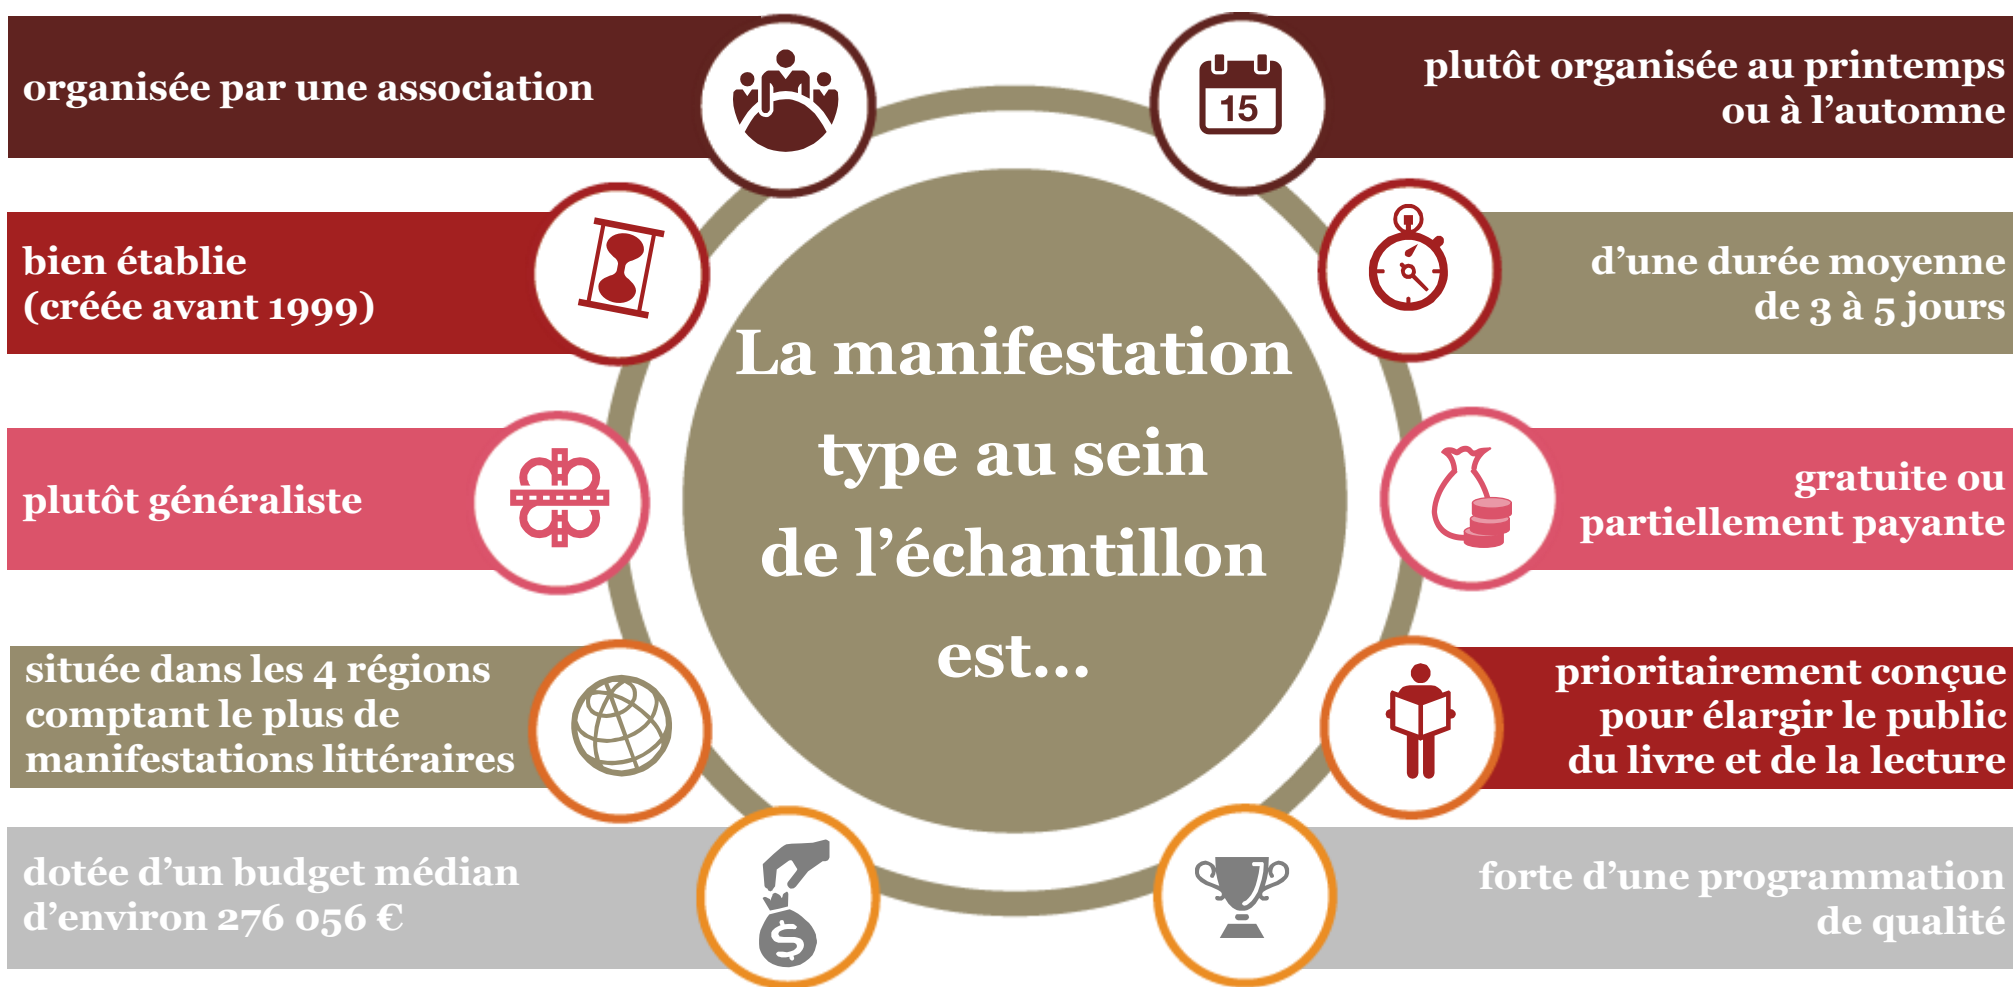 organisée par une association
bien établie
(créée avant 1999)
plutôt généraliste
située dans les 4 régions
comptant le plus de
manifestations littéraires
dotée d’un budget médian
d’environ 276 056 €
$
La manifestation
type au sein
de l’échantillon
est...
15
plutôt organisée au printemps
ou à l’automne
d’une durée moyenne
de 3 à 5 jours
gratuite ou
partiellement payante
prioritairement conçue
pour élargir le public
du livre et de la lecture
forte d’une programmation
de qualité